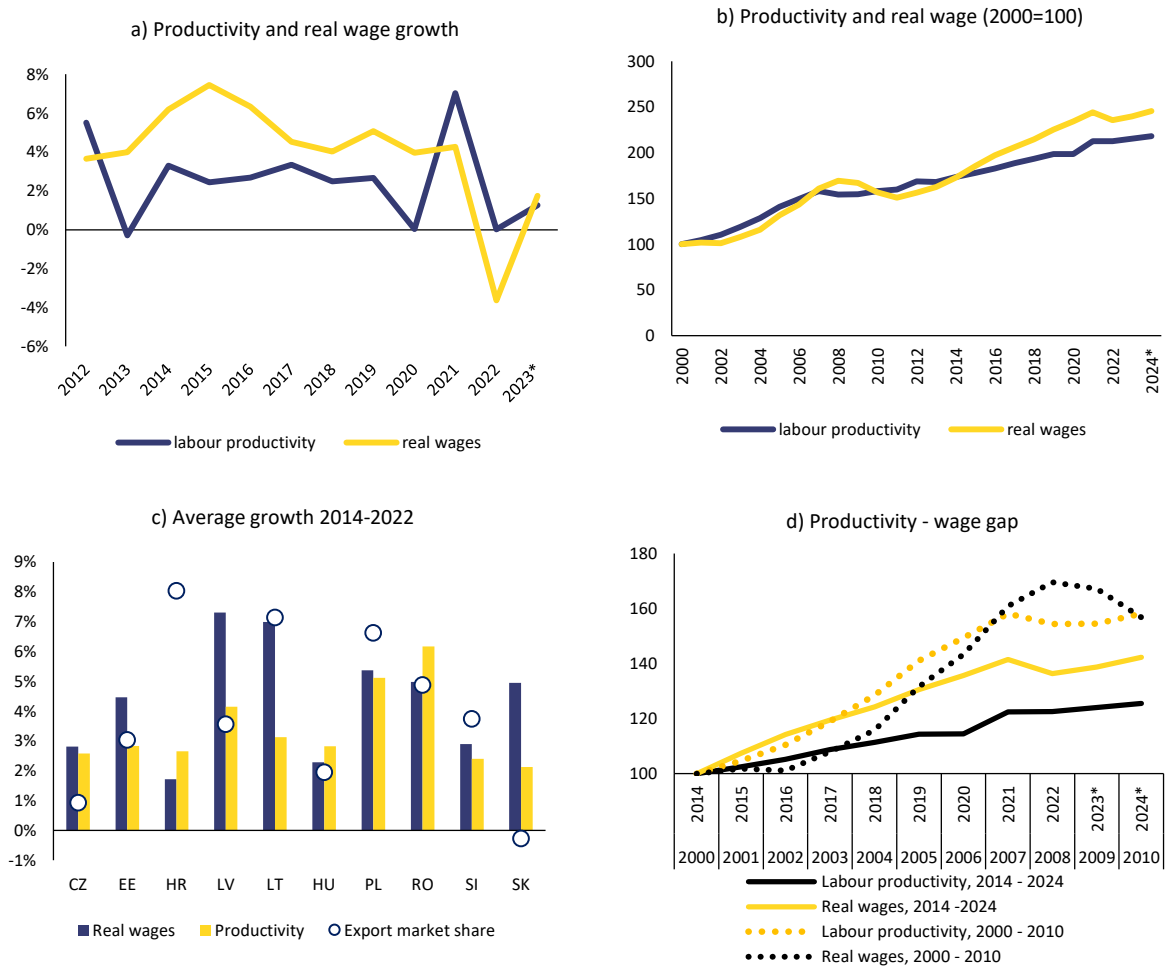 a) Productivity and real wage growth
8%
6%
4%
2%
0%
-2%
-4%
-6%
2012 2013 2014 2015 2016 2017 2018 2019 2020 2021 2022 2023*
labour productivity real wages
b) Productivity and real wage (2000=100)
300
250
200
150
100
50
0
2000 2002 2004 2006 2008 2010 2012 2014 2016 2018 2020 2022 2024*
labour productivity real wages
c) Average growth 2014-2022
9%
8%
7%
6%
5%
4%
3%
2%
1%
0%
-1%
CZ EE HR LV LT HU PL RO SI SK
Real wages Productivity Export market share
d) Productivity - wage gap
180
160
140
120
100
2014 2015 2016 2017 2018 2019 2020 2021 2022 2023* 2024*
2000 2001 2002 2003 2004 2005 2006 2007 2008 2009 2010
Labour productivity, 2014 - 2024
Real wages, 2014 -2024
Labour productivity, 2000 - 2010
Real wages, 2000 - 2010